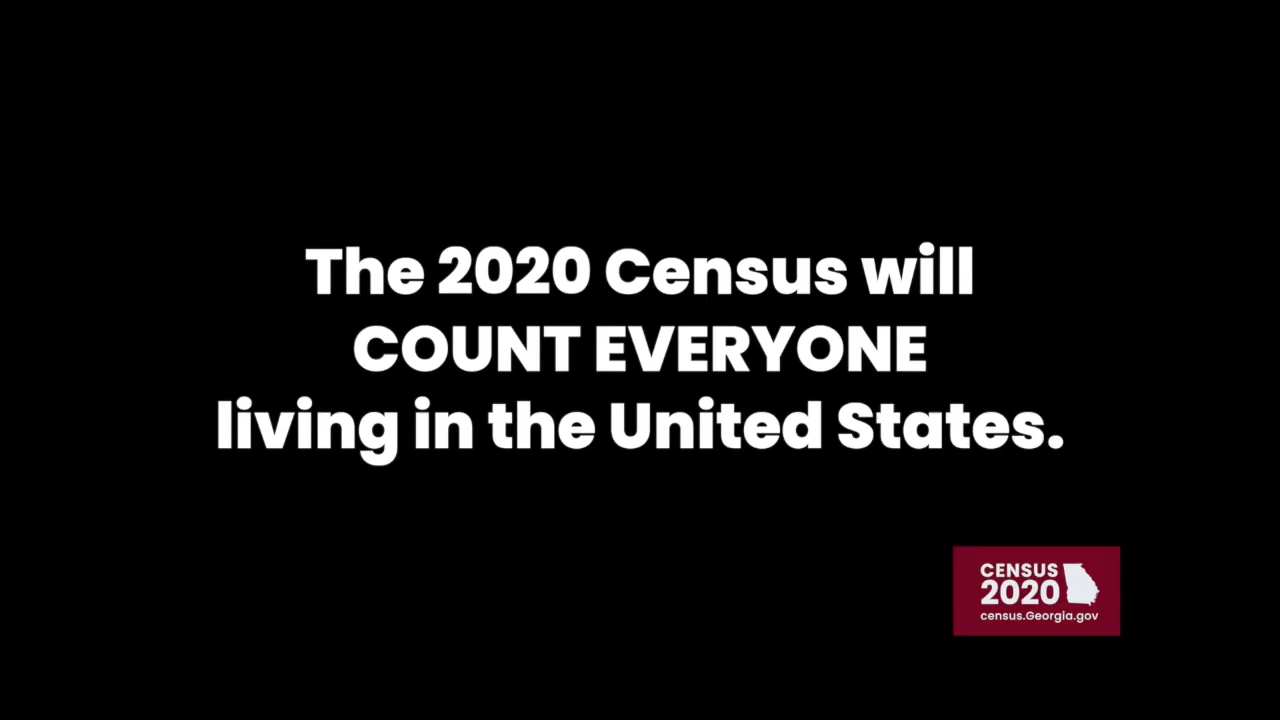 The 2020 Census will
COUNT EVERYONE
living in the United States.
CENSUS
2020
census.Georgia.gov